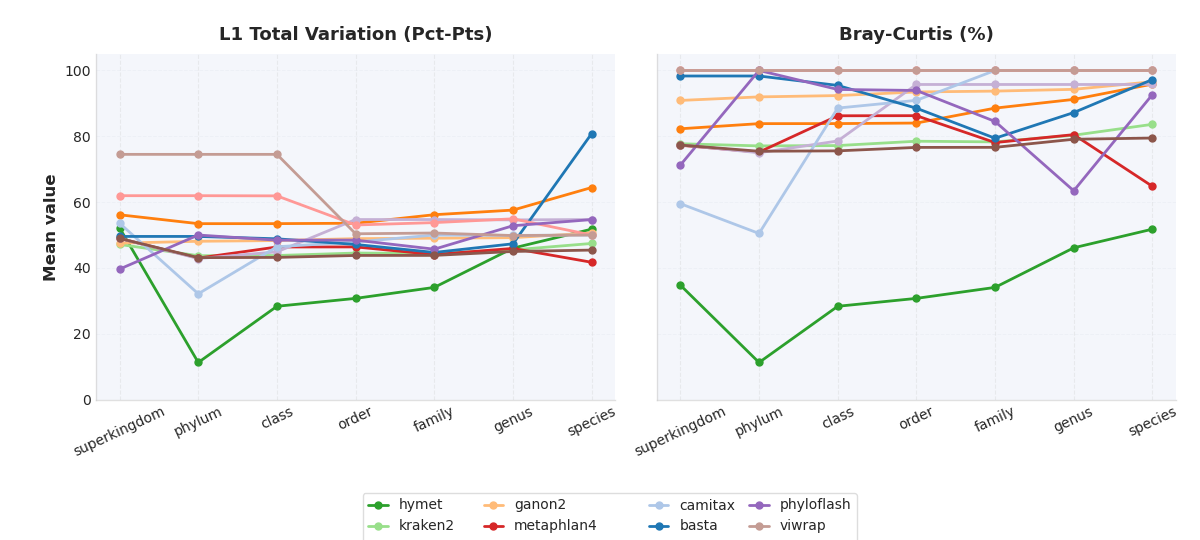 L1 Total Variation (Pct-Pts)
Bray-Curtis (%)
Mean value
100
80
60
40
20
0
superkingdom phylum class order family genus species
superkingdom phylum class order family genus species
hymet ganon2 camitax phyloflash
kraken2 metaphlan4 basta viwrap